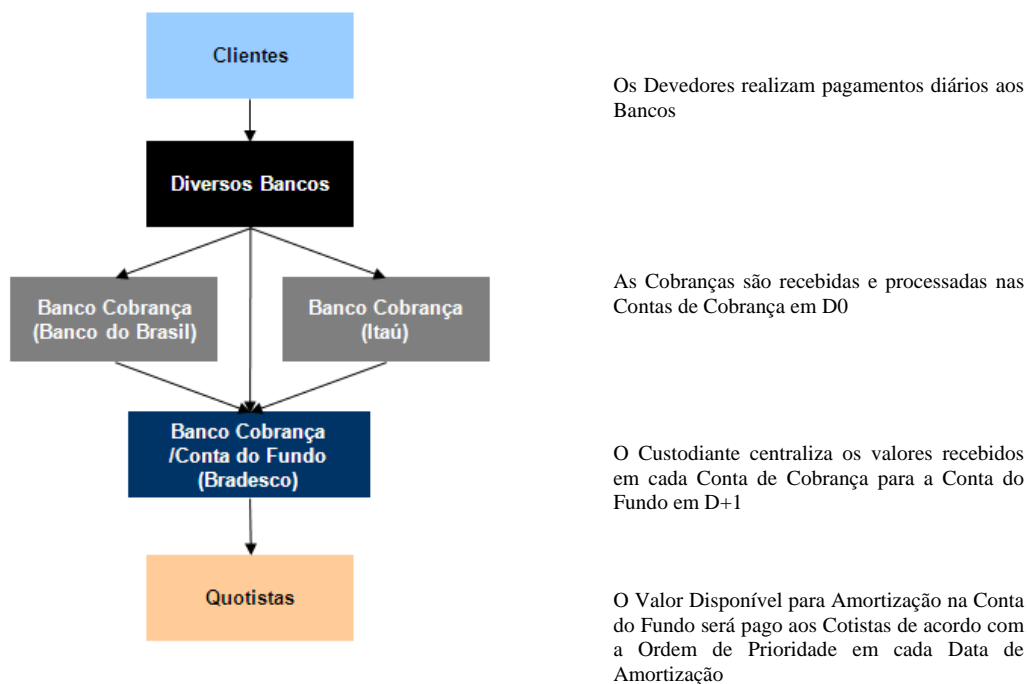 Clientes
Os Devedores realizam pagamentos diários aos
Bancos
Diversos Bancos
As Cobranças são recebidas e processadas nas
Contas de Cobrança em D0
Banco Cobrança
(Banco do Brasil)
Banco Cobrança
(Itaú)
Banco Cobrança
/Conta do Fundo
(Bradesco)
O Custodiante centraliza os valores recebidos
em cada Conta de Cobrança para a Conta do
Fundo em D+1
Quotistas
O Valor Disponível para Amortização na Conta
do Fundo será pago aos Cotistas de acordo com
a Ordem de Prioridade em cada Data de
Amortização